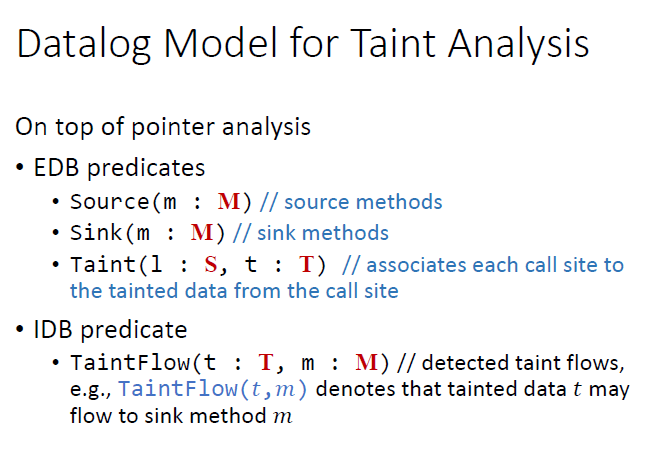 Datalog Model for Taint Analysis
On top of pointer analysis
• EDB predicates
• Source(m : M) // source methods
• Sink(m : M) // sink methods
• Taint(l : S, t : T) // associates each call site to
the tainted data from the call site
• IDB predicate
• TaintFlow(t : T, m : M) // detected taint flows,
e.g., TaintFlow(t,m) denotes that tainted data t may
flow to sink method m